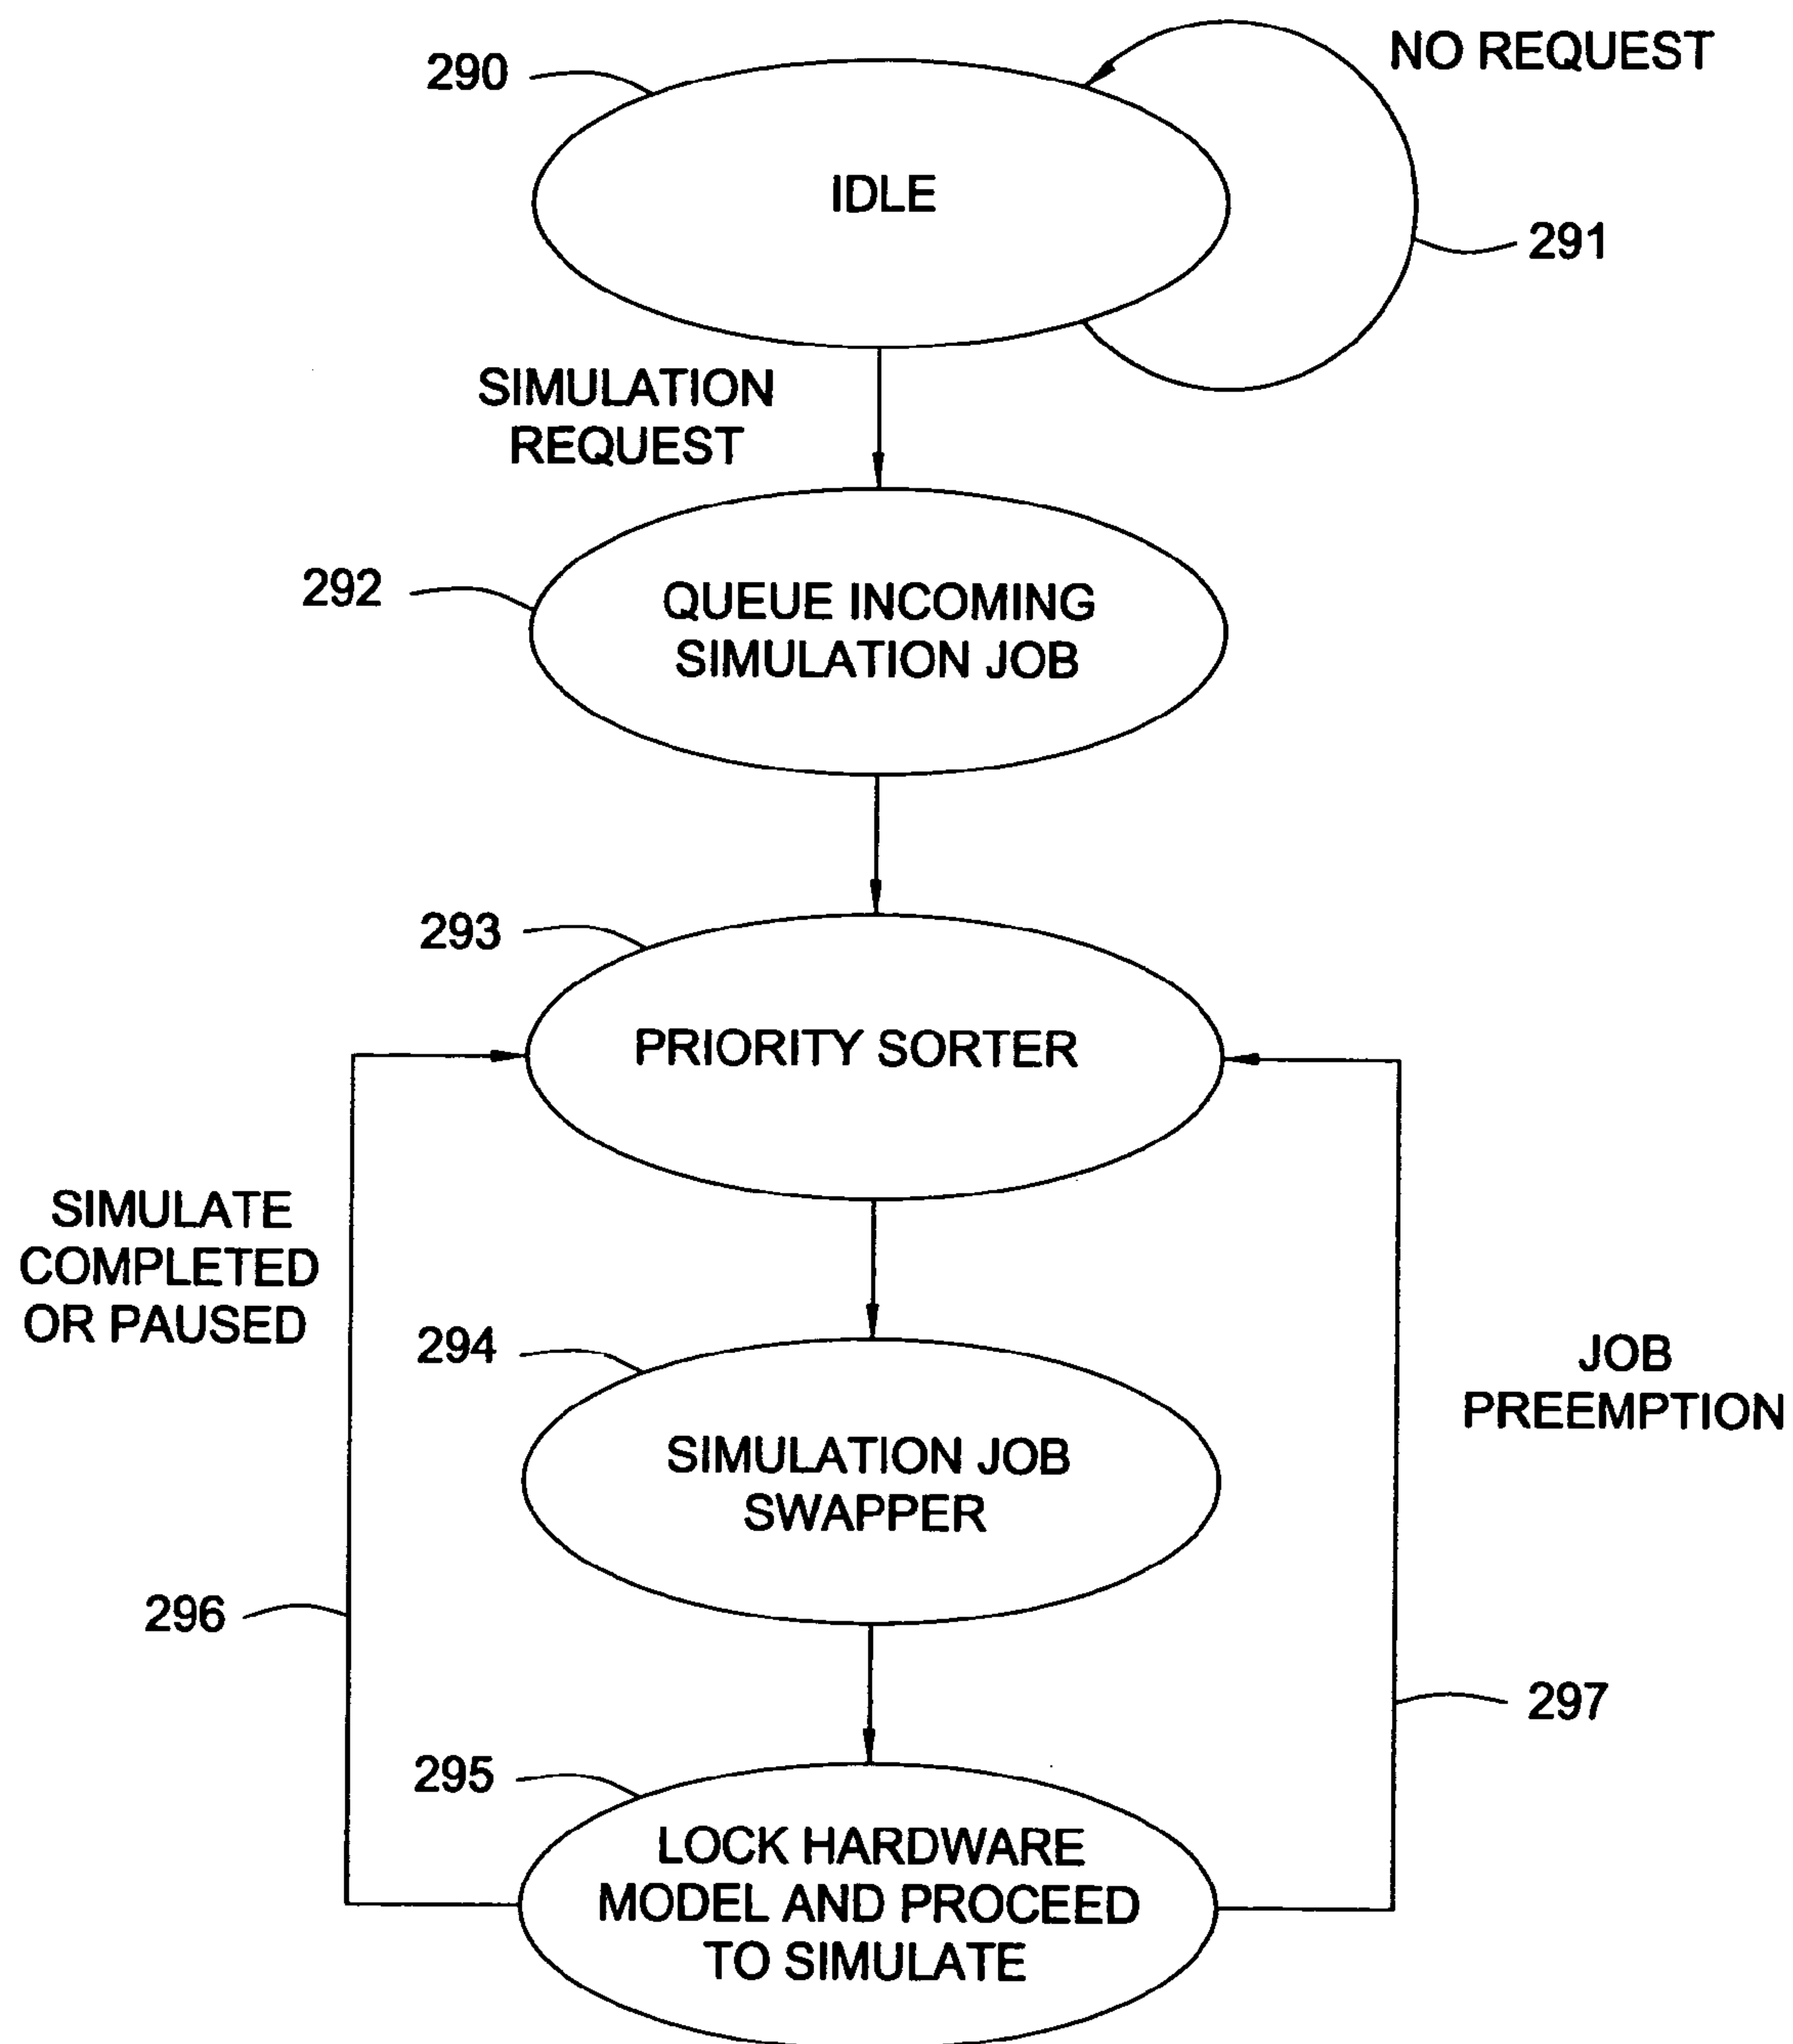 NO REQUEST
290
IDLE
291
SIMULATION
REQUEST
292
QUEUE INCOMING
SIMULATION JOB
293
PRIORITY SORTER
SIMULATE
COMPLETED
OR PAUSED
294
JOB
PREEMPTION
SIMULATION JOB
SWAPPER
296
297
295
LOCK HARDWARE
MODEL AND PROCEED
TO SIMULATE